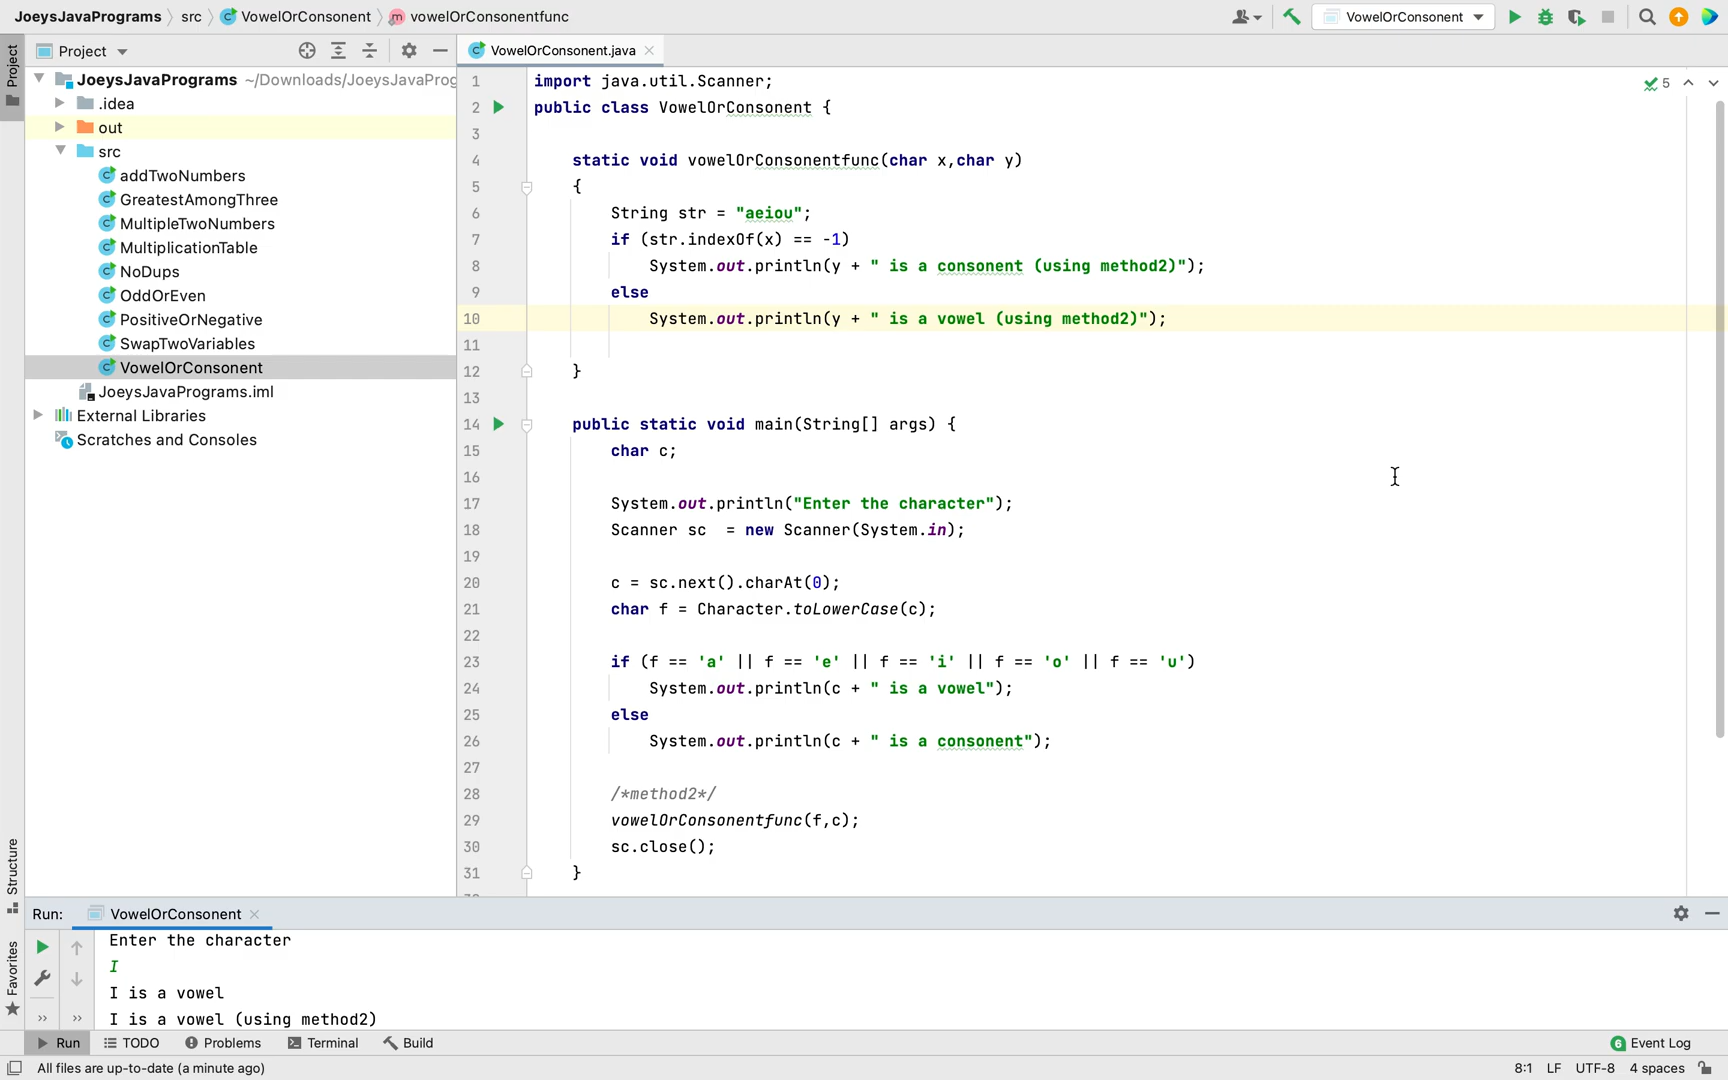 JoeysJavaPrograms src VowelOrConsonent vowelOrConsonentfunc VowelOrConsonent
Project VowelOrConsonent.java
Project
JoeysJavaPrograms ~/Downloads/JoeysJavaProg
.idea
out
src
addTwoNumbers
GreatestAmongThree
MultipleTwoNumbers
MultiplicationTable
NoDups
OddOrEven
PositiveOrNegative
SwapTwoVariables
VowelOrConsonent
JoeysJavaPrograms.iml
External Libraries
Scratches and Consoles
5
1 import java.util.Scanner;
2 public class VowelOrConsonent {
3
4 static void vowelOrConsonentfunc(char x,char y)
5 {
6 String str = "aeiou";
7 if (str.indexOf(x) == -1)
8 System.out.println(y + " is a consonent (using method2)");
9 else
10 System.out.println(y + " is a vowel (using method2)");
11
12 }
13
14 public static void main(String[] args) {
15 char c;
16
17 System.out.println("Enter the character");
18 Scanner sc  = new Scanner(System.in);
19
20 c = sc.next().charAt(0);
21 char f = Character.toLowerCase(c);
22
23 if (f == 'a' || f == 'e' || f == 'i' || f == 'o' || f == 'u')
24 System.out.println(c + " is a vowel");
25 else
26 System.out.println(c + " is a consonent");
27
28 /*method2*/
29 vowelOrConsonentfunc(f,c);
30 sc.close();
31 }
Structure
Favorites
Run: VowelOrConsonent
Enter the character
I
I is a vowel
I is a vowel (using method2)
Run TODO Problems Terminal Build 6 Event Log
All files are up-to-date (a minute ago) 8:1 LF UTF-8 4 spaces